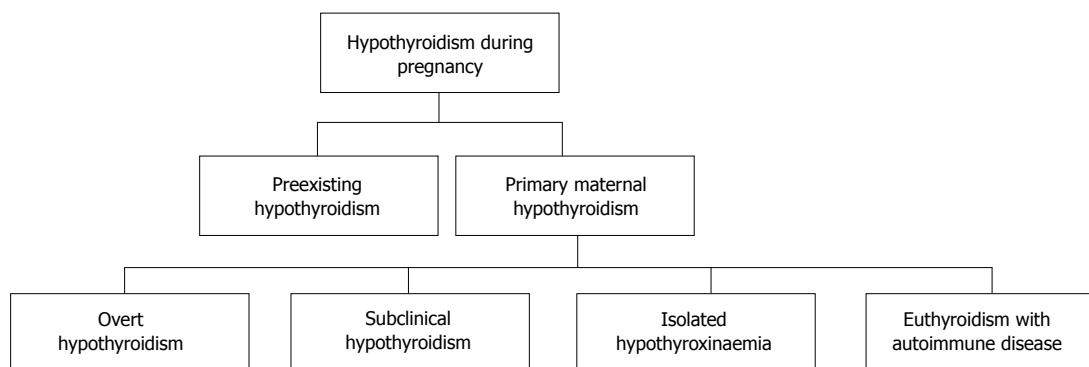 Hypothyroidism during
pregnancy
Preexisting
hypothyroidism
Primary maternal
hypothyroidism
Overt
hypothyroidism
Subclinical
hypothyroidism
Isolated
hypothyroxinaemia
Euthyroidism with
autoimmune disease